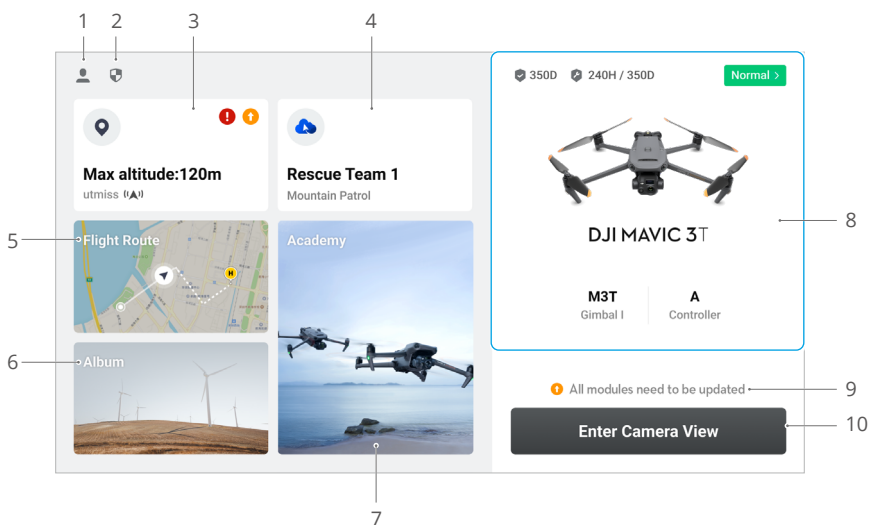 1
2
3
4
350D
240H / 350D
Normal >
Max altitude:120m
utmiss
Rescue Team 1
Mountain Patrol
5
Flight Route
H
Academy
8
DJI MAVIC 3T
M3T
Gimbal I
A
Controller
6
Album
All modules need to be updated
9
Enter Camera View
10
7